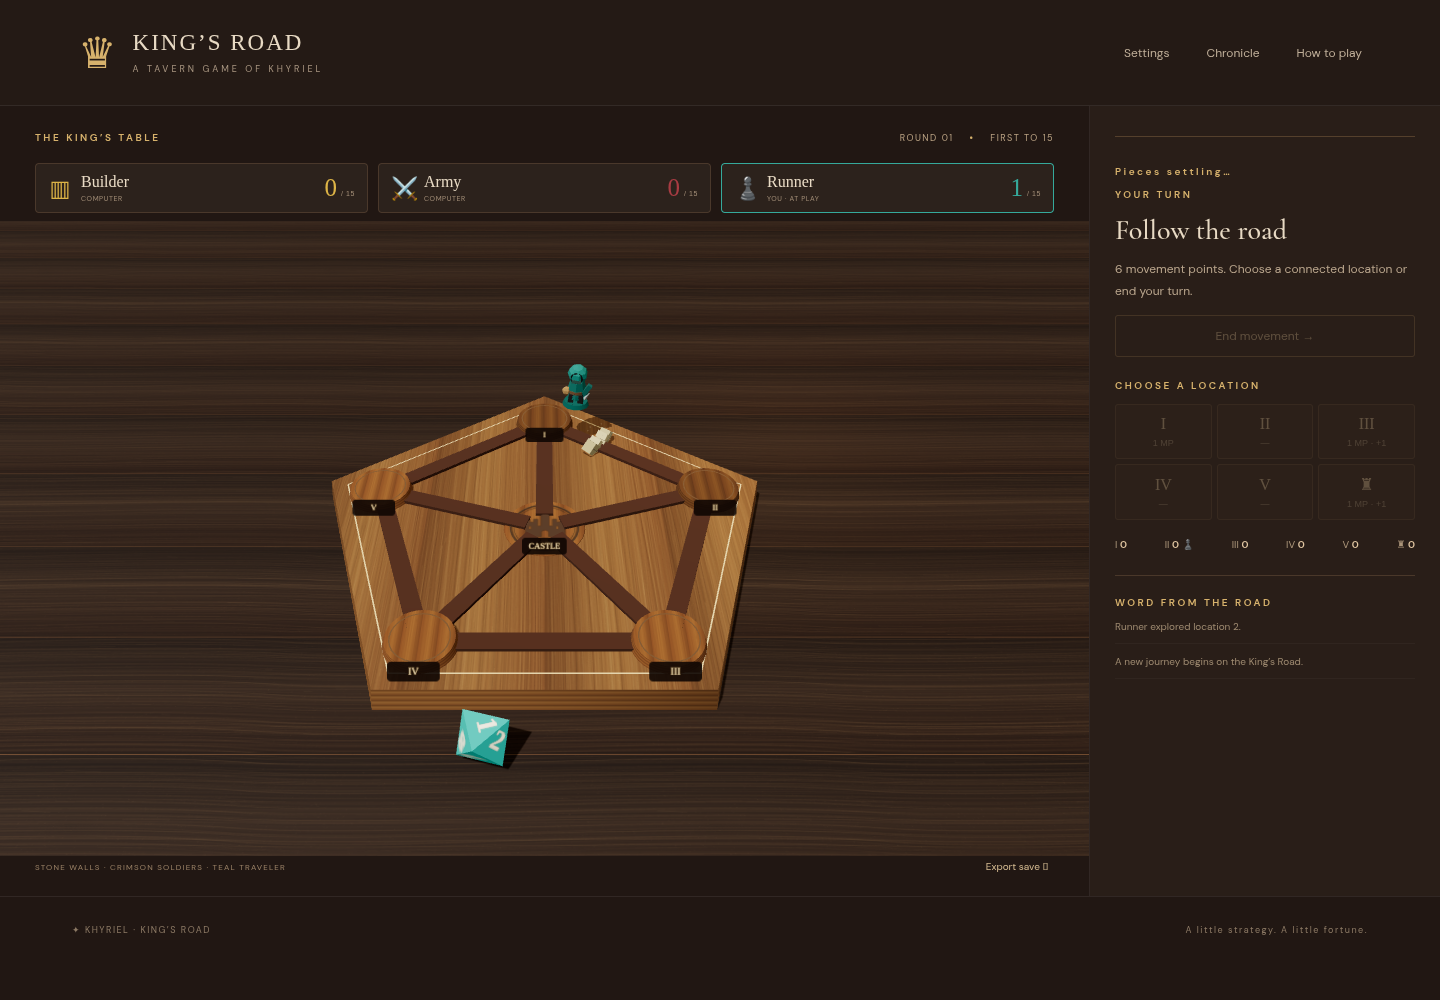 KING'S ROAD
A TAVERN GAME OF KHYRIEL
Settings
Chronicle
How to play
THE KING'S TABLE
ROUND 01 • FIRST TO 15
Builder
COMPUTER
0 / 15
Army
COMPUTER
0 / 15
Runner
YOU · AT PLAY
1 / 15
I
V
II
CASTLE
IV
III
1
2
STONE WALLS · CRIMSON SOLDIERS · TEAL TRAVELER
Export save
Pieces settling…
YOUR TURN
Follow the road
6 movement points. Choose a connected location or
end your turn.
End movement →
CHOOSE A LOCATION
I
1 MP
II
—
III
1 MP · +1
IV
—
V
—
♜
1 MP · +1
I 0 II 0 ♟ III 0 IV 0 V 0 ♜ 0
WORD FROM THE ROAD
Runner explored location 2.
A new journey begins on the King's Road.
✦ KHYRIEL · KING'S ROAD
A little strategy. A little fortune.